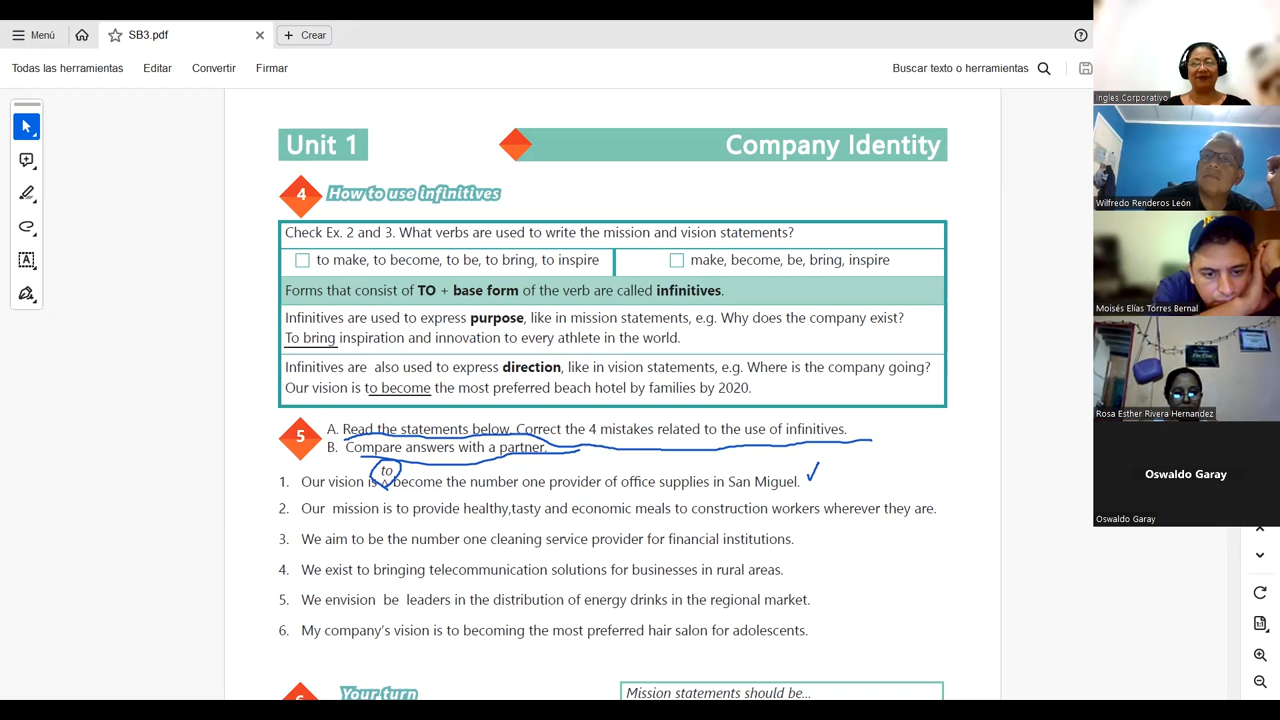 Menú
SB3.pdf
Crear
Todas las herramientas
Editar
Convertir
Firmar
Buscar texto o herramientas
Unit 1
Company Identity
4
How to use infinitives
Check Ex. 2 and 3. What verbs are used to write the mission and vision statements?
to make, to become, to be, to bring, to inspire
make, become, be, bring, inspire
Forms that consist of TO + base form of the verb are called infinitives.
Infinitives are used to express purpose, like in mission statements, e.g. Why does the company exist?
To bring inspiration and innovation to every athlete in the world.
Infinitives are also used to express direction, like in vision statements, e.g. Where is the company going?
Our vision is to become the most preferred beach hotel by families by 2020.
5
A. Read the statements below. Correct the 4 mistakes related to the use of infinitives.
B. Compare answers with a partner.
to
1. Our vision is ^ become the number one provider of office supplies in San Miguel. ✓
2. Our mission is to provide healthy,tasty and economic meals to construction workers wherever they are.
3. We aim to be the number one cleaning service provider for financial institutions.
4. We exist to bringing telecommunication solutions for businesses in rural areas.
5. We envision be leaders in the distribution of energy drinks in the regional market.
6. My company's vision is to becoming the most preferred hair salon for adolescents.
6
Your turn
Mission statements should be...
Ingles Corporativo
Wilfredo Renderos León
Moisés Elías Torres Bernal
Rosa Esther Rivera Hernandez
Oswaldo Garay
Oswaldo Garay